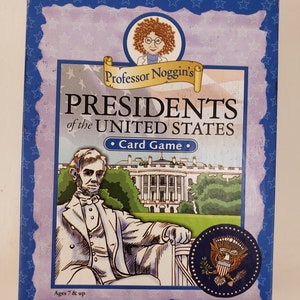 Professor Noggin's
PRESIDENTS
of the UNITED STATES
• Card Game •
Ages 7 & up